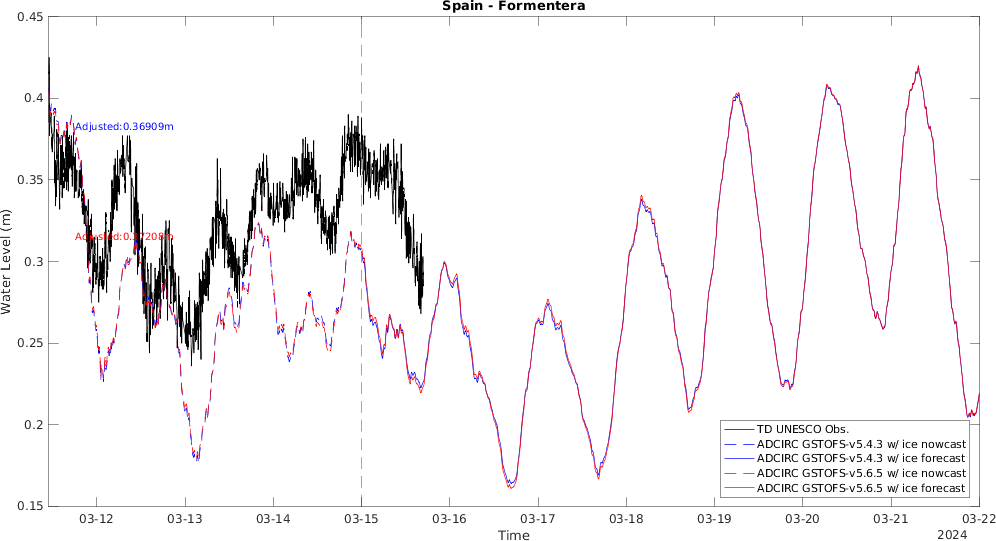 Spain - Formentera
Water Level (m)
0.45
0.4
0.35
0.3
0.25
0.2
0.15
Adjusted:0.36909m
Adjusted:0.37208m
TD UNESCO Obs.
ADCIRC GSTOFS-v5.4.3 w/ ice nowcast
ADCIRC GSTOFS-v5.4.3 w/ ice forecast
ADCIRC GSTOFS-v5.6.5 w/ ice nowcast
ADCIRC GSTOFS-v5.6.5 w/ ice forecast
03-12 03-13 03-14 03-15 03-16 03-17 03-18 03-19 03-20 03-21 03-22
Time
2024